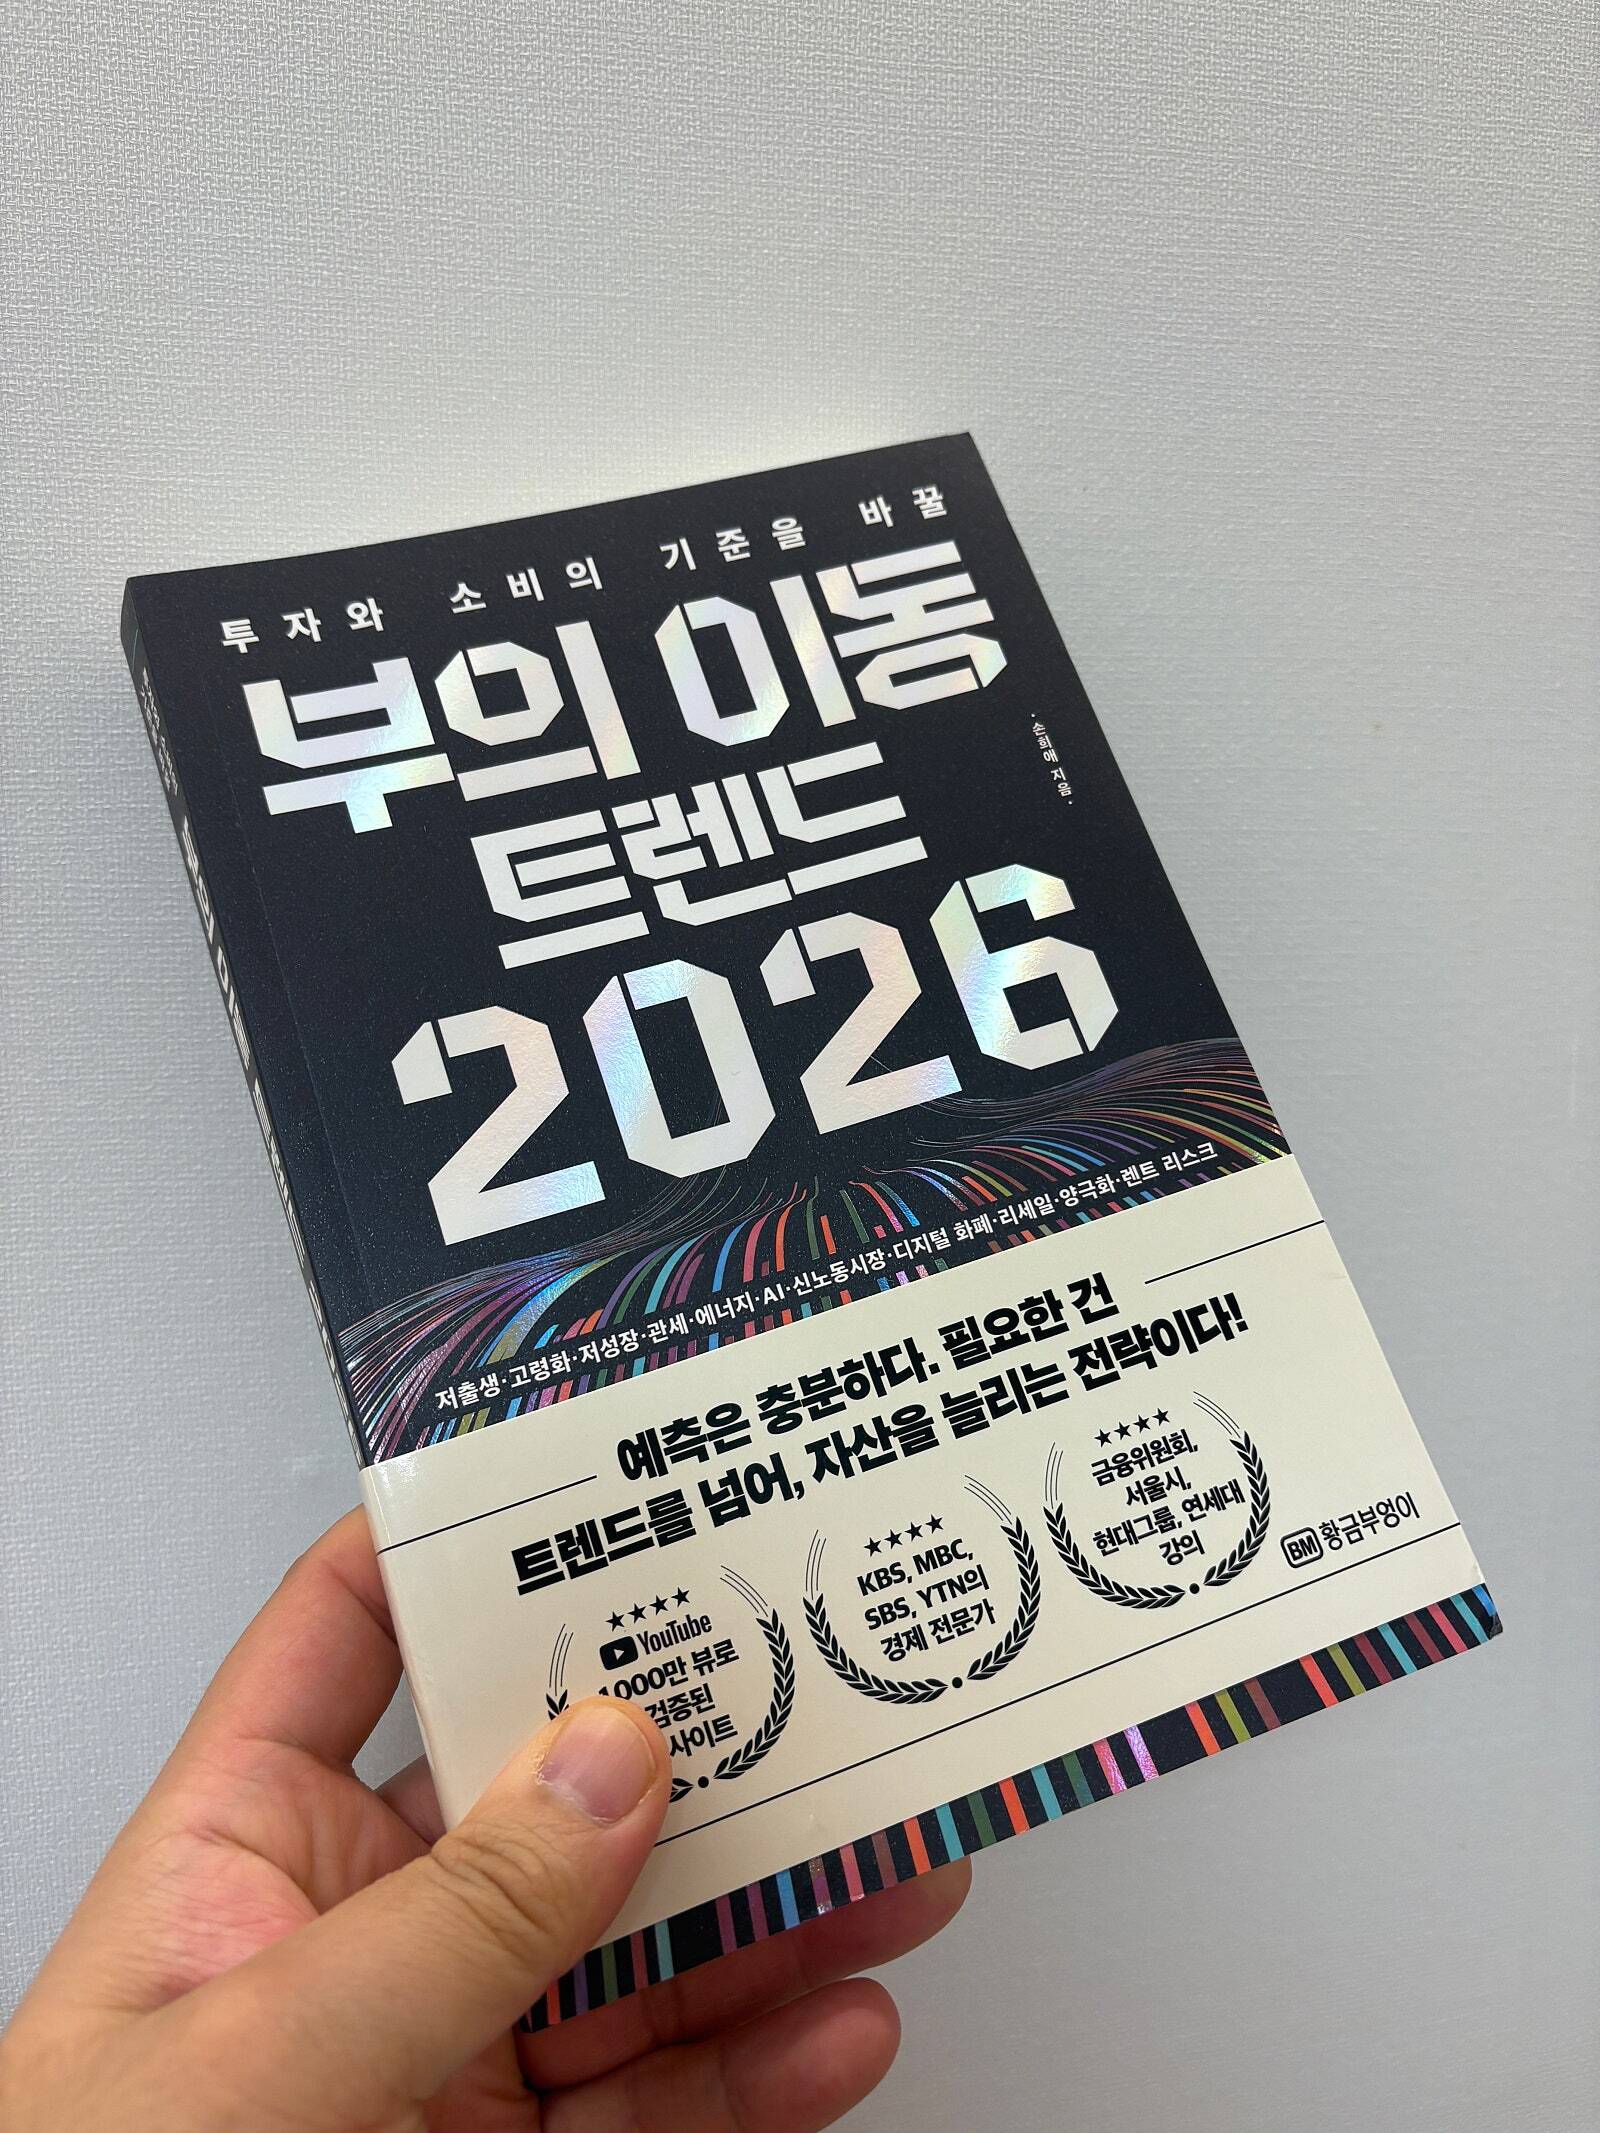 투자와 소비의 기준을 바꿀
부의 이동
트렌드
2026
· 손희애 지음 ·
저출생·고령화·저성장·관세·에너지·AI·신노동시장·디지털 화폐·리세일·양극화·렌트 리스크
예측은 충분하다. 필요한 건
트렌드를 넘어, 자산을 늘리는 전략이다!
★★★★
YouTube
1000만 뷰로
검증된
사이트
★★★★
KBS, MBC,
SBS, YTN의
경제 전문가
★★★★
금융위원회,
서울시,
현대그룹, 연세대
강의
BM 황금부엉이
부의 이동